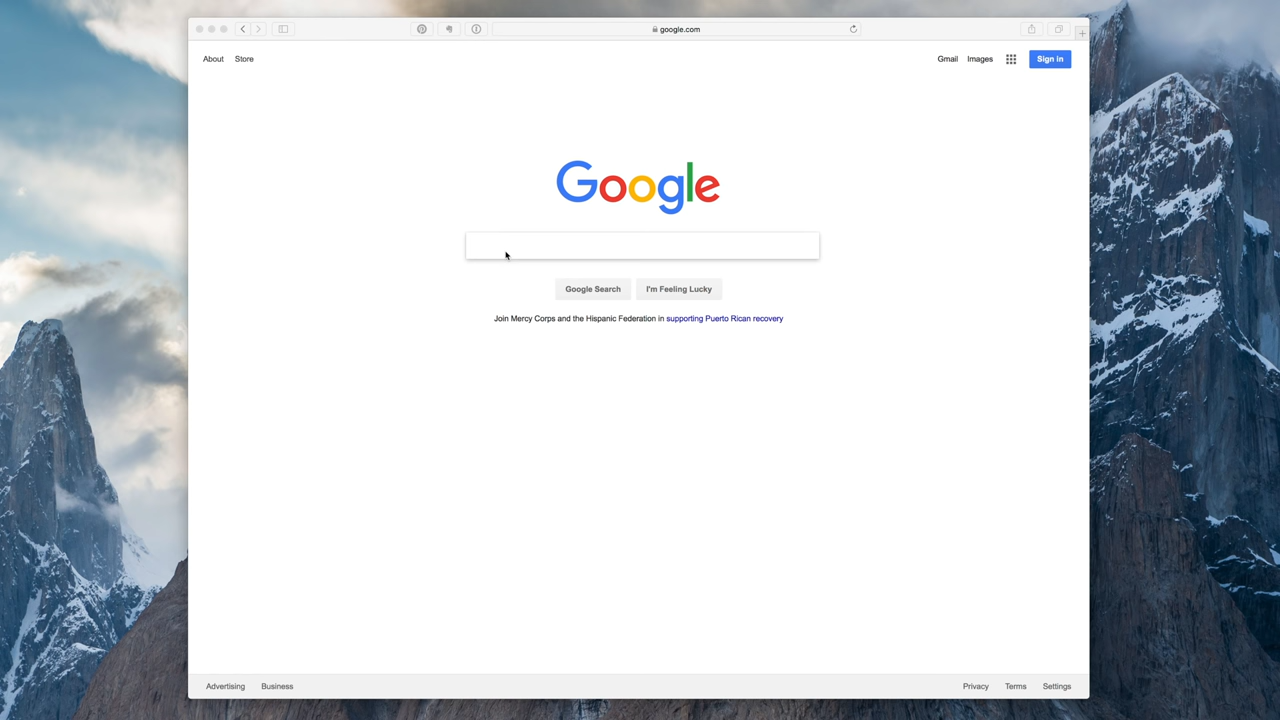 google.com
About Store
Gmail Images Sign in
Google
Google Search I'm Feeling Lucky
Join Mercy Corps and the Hispanic Federation in supporting Puerto Rican recovery
Advertising Business
Privacy Terms Settings